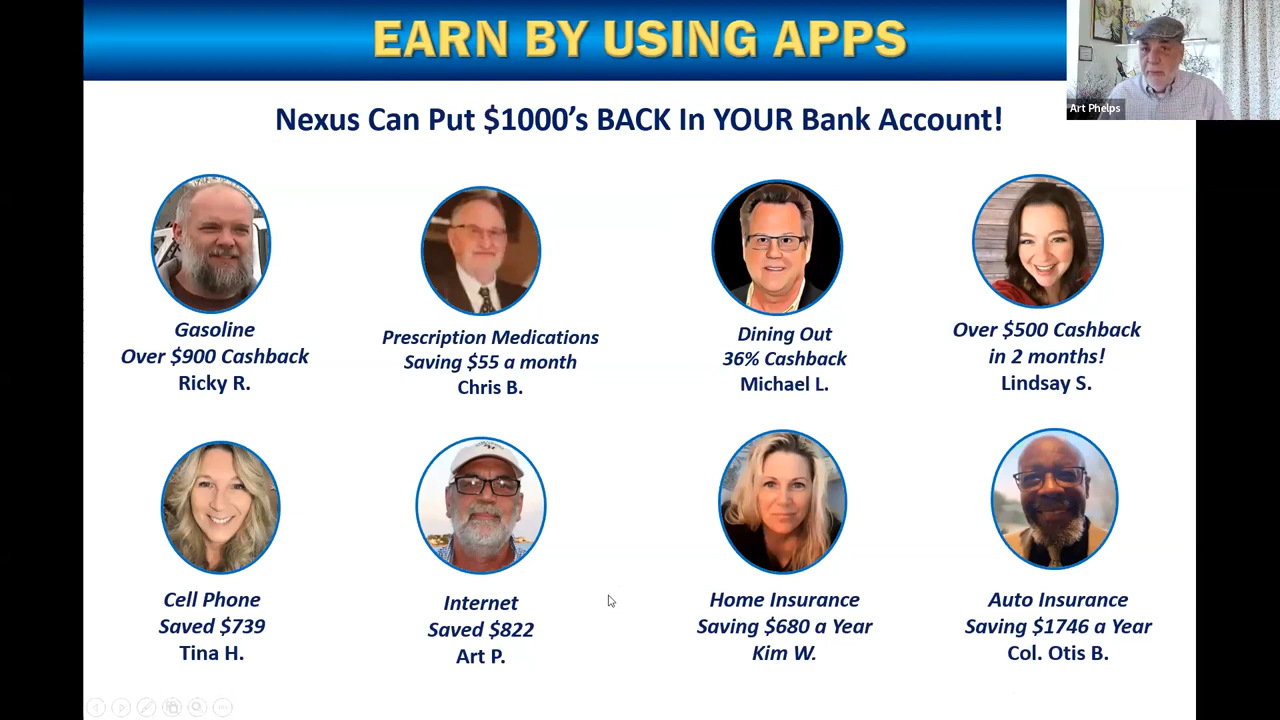 EARN BY USING APPS
Art Phelps
Nexus Can Put $1000's BACK In YOUR Bank Account!
Gasoline
Over $900 Cashback
Ricky R.
Prescription Medications
Saving $55 a month
Chris B.
Dining Out
36% Cashback
Michael L.
Over $500 Cashback
in 2 months!
Lindsay S.
Cell Phone
Saved $739
Tina H.
Internet
Saved $822
Art P.
Home Insurance
Saving $680 a Year
Kim W.
Auto Insurance
Saving $1746 a Year
Col. Otis B.